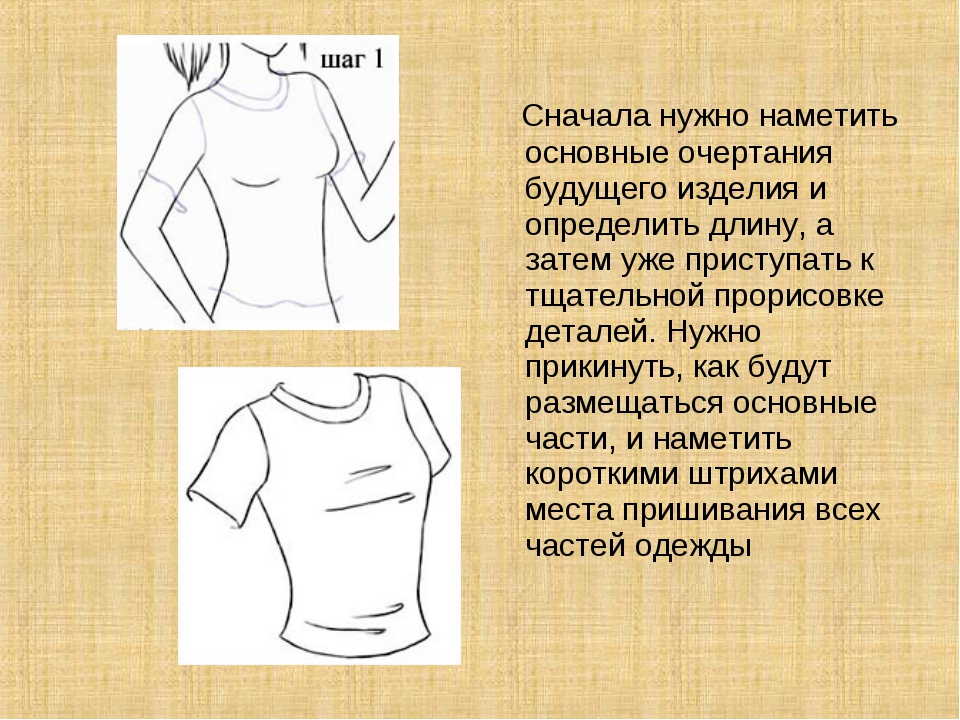 шаг 1
Сначала нужно наметить
основные очертания
будущего изделия и
определить длину, а
затем уже приступать к
тщательной прорисовке
деталей. Нужно
прикинуть, как будут
размещаться основные
части, и наметить
короткими штрихами
места пришивания всех
частей одежды